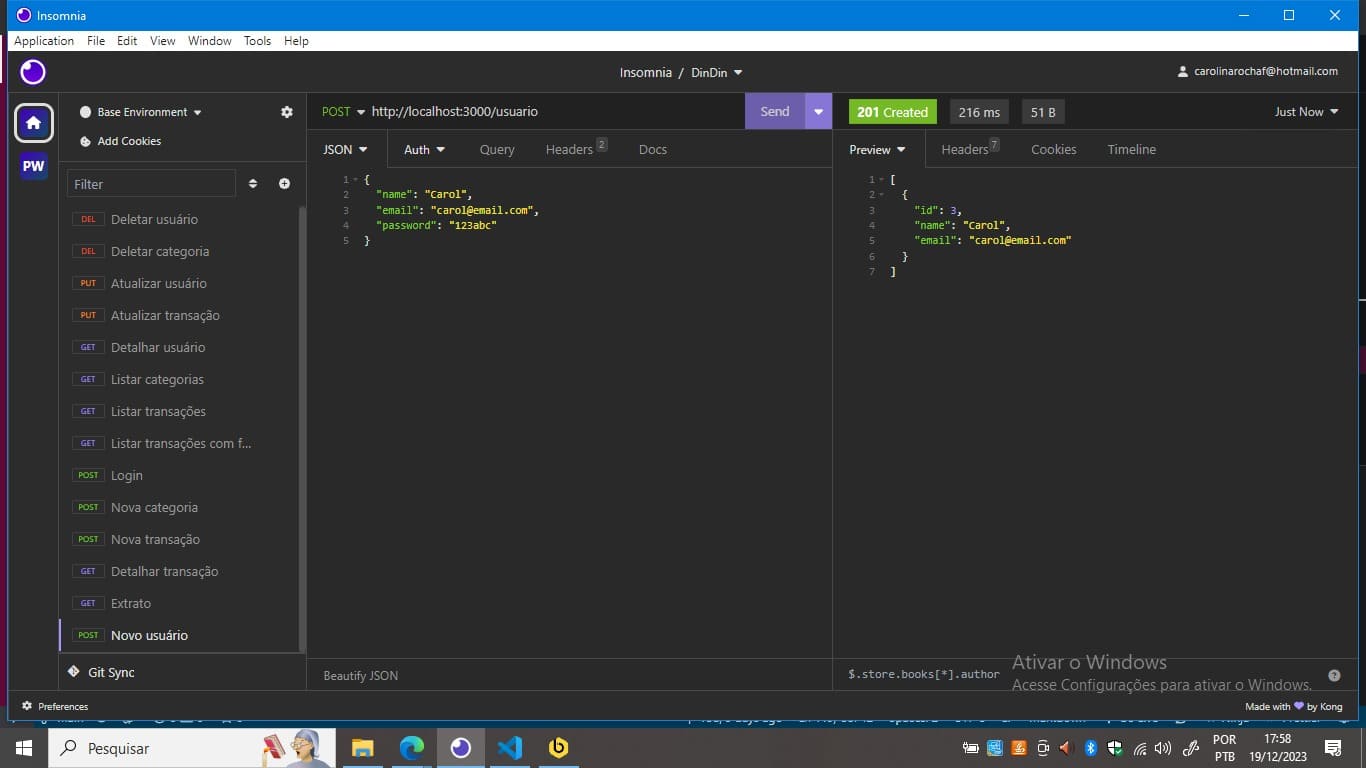 Insomnia
Application File Edit View Window Tools Help
Insomnia / DinDin
carolinarochaf@hotmail.com
Base Environment
Add Cookies
PW
Filter
DEL Deletar usuário
DEL Deletar categoria
PUT Atualizar usuário
PUT Atualizar transação
GET Detalhar usuário
GET Listar categorias
GET Listar transações
GET Listar transações com f...
POST Login
POST Nova categoria
POST Nova transação
GET Detalhar transação
GET Extrato
POST Novo usuário
Git Sync
POST http://localhost:3000/usuario Send
JSON Auth Query Headers 2 Docs
1 {
2 "name": "Carol",
3 "email": "carol@email.com",
4 "password": "123abc"
5 }
Beautify JSON
201 Created 216 ms 51 B Just Now
Preview Headers 7 Cookies Timeline
1 [
2 {
3 "id": 3,
4 "name": "Carol",
5 "email": "carol@email.com"
6 }
7 ]
$.store.books[*].author
Ativar o Windows
Acesse Configurações para ativar o Windows.
Preferences
Made with by Kong
Pesquisar
POR
PTB
17:58
19/12/2023